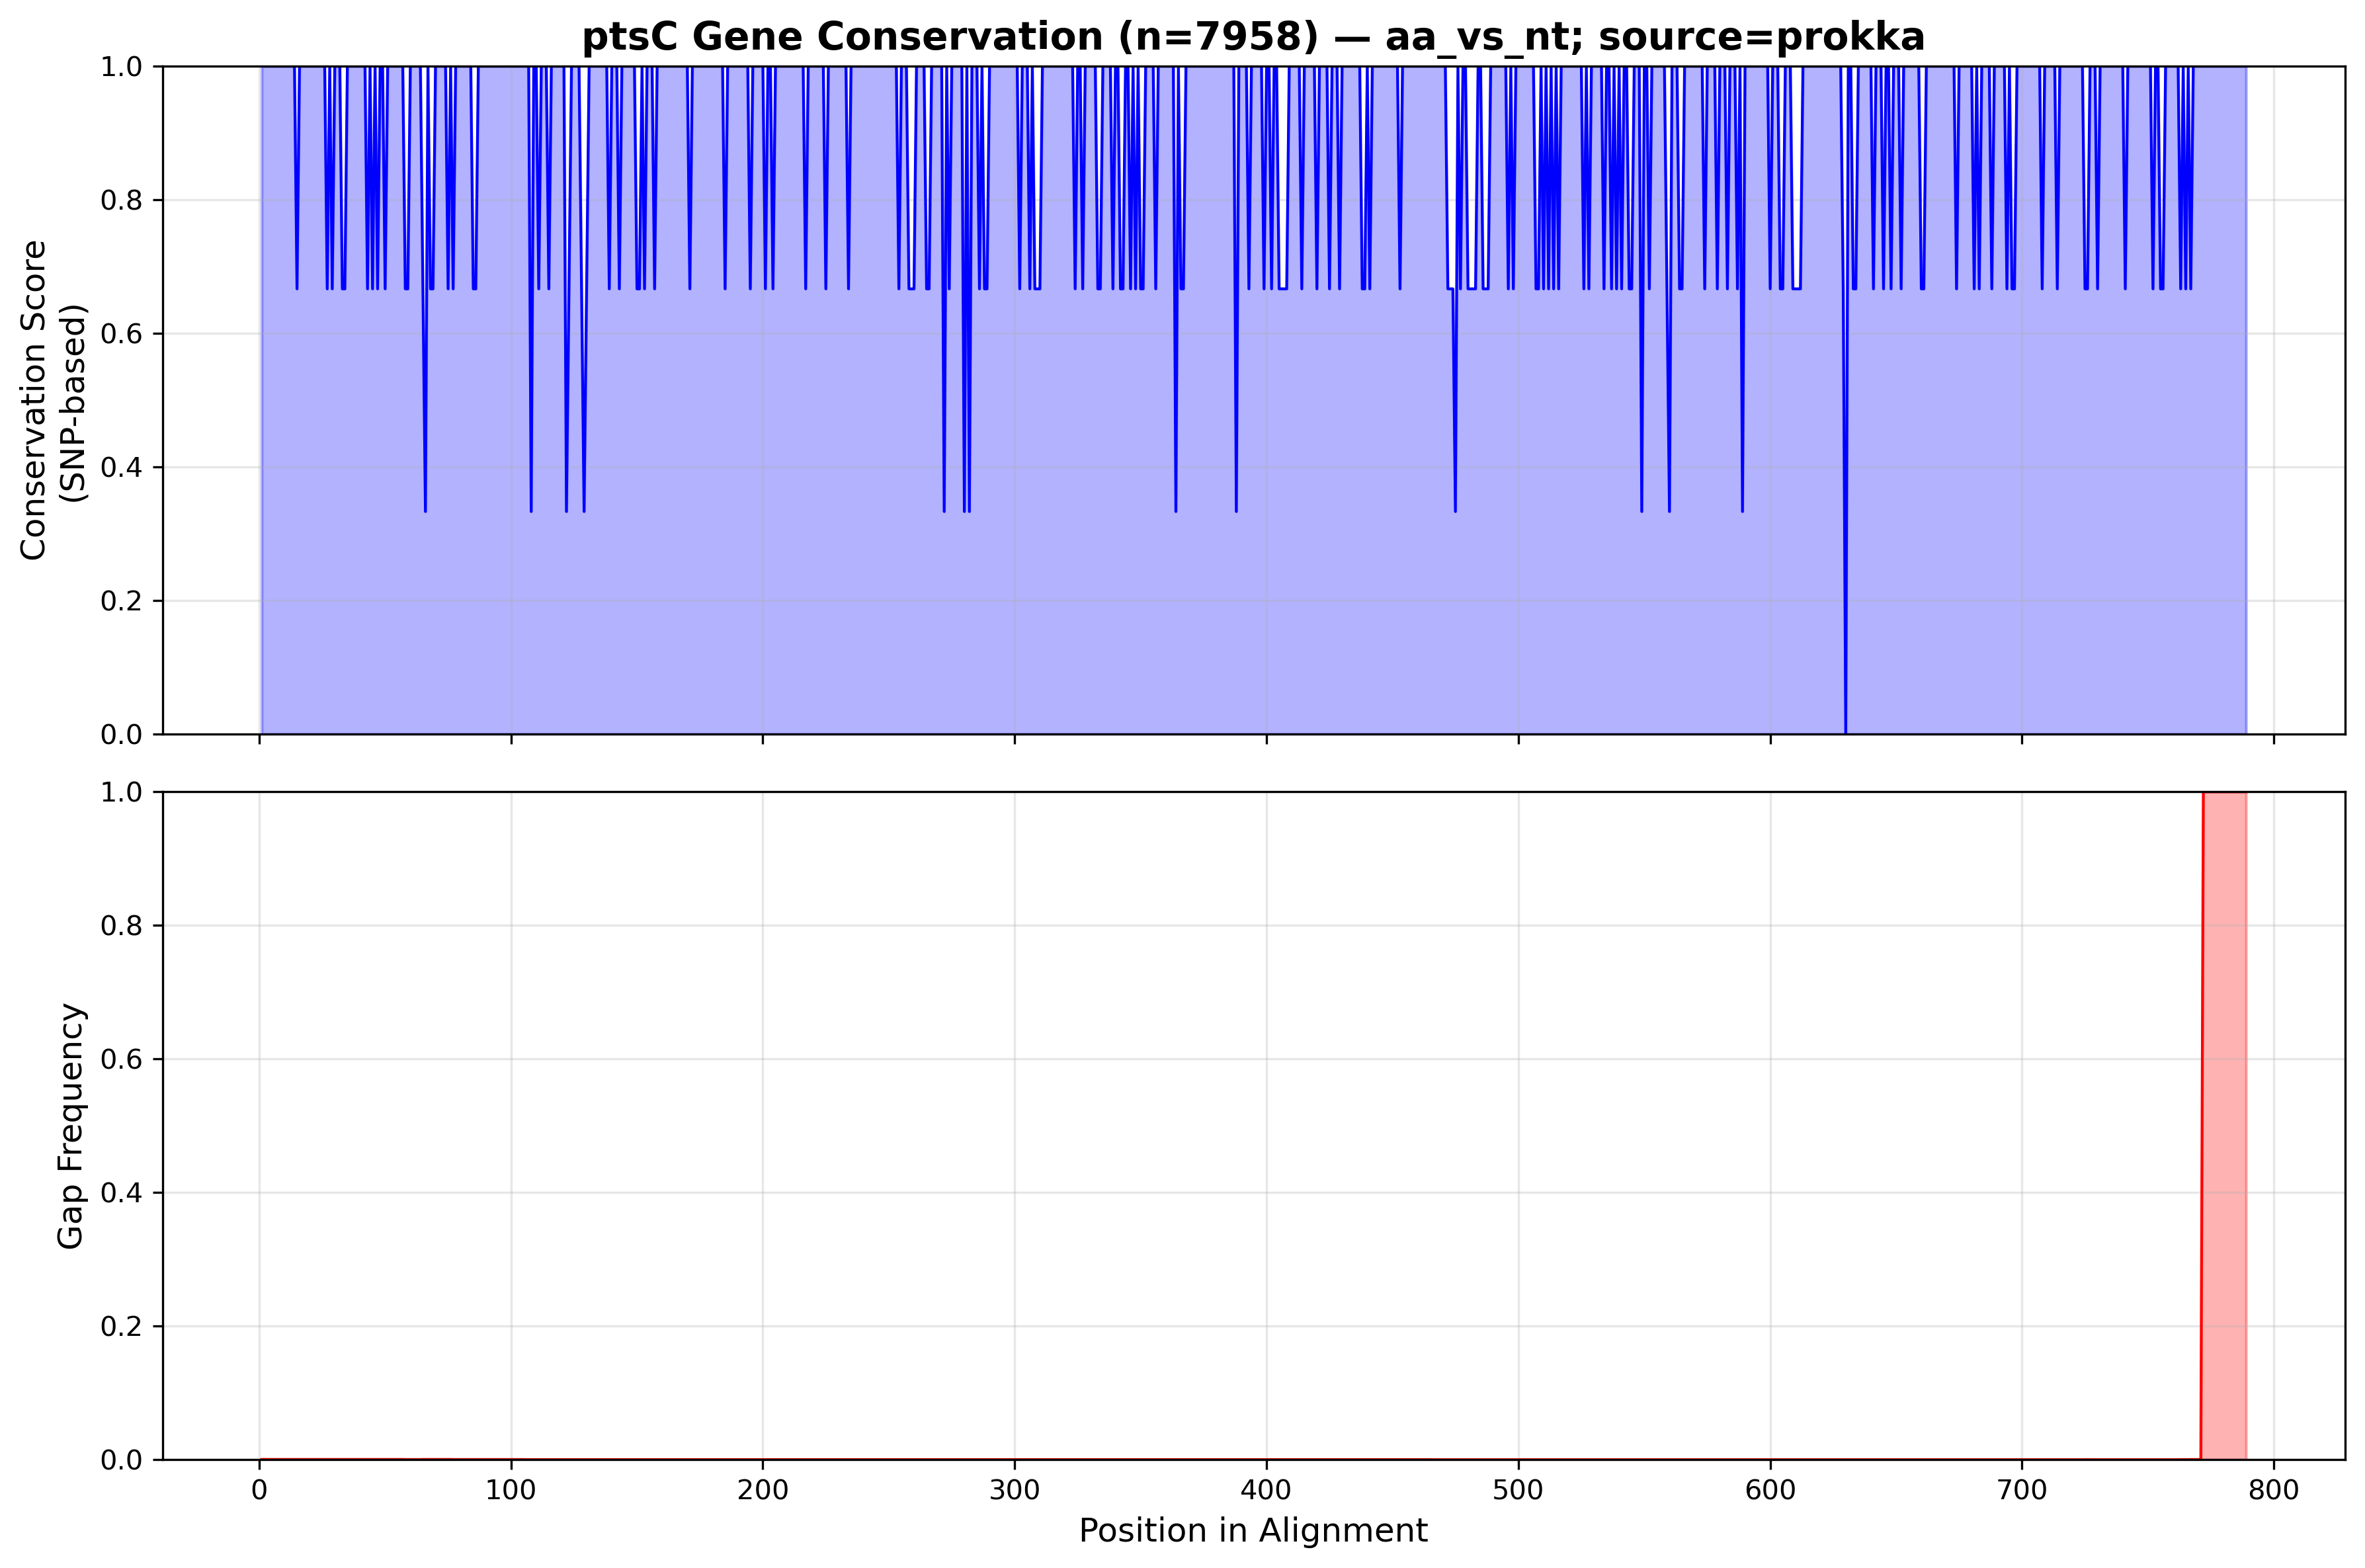 ptsC Gene Conservation (n=7958) — aa_vs_nt; source=prokka
Conservation Score
(SNP-based)
1.0
0.8
0.6
0.4
0.2
0.0
Gap Frequency
1.0
0.8
0.6
0.4
0.2
0.0
0 100 200 300 400 500 600 700 800
Position in Alignment